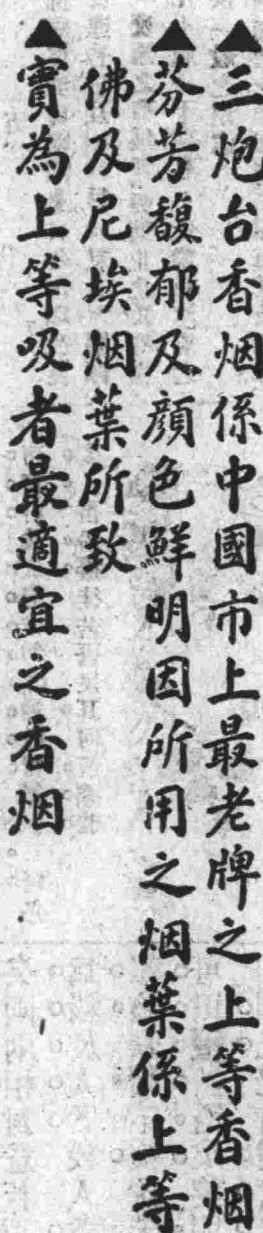 ▲三炮台香烟係中國市上最老牌之上等香烟
▲芬芳馥郁及顔色鮮明因所用之烟葉係上等
佛及尼埃烟葉所致
▲實為上等吸者最適宜之香烟